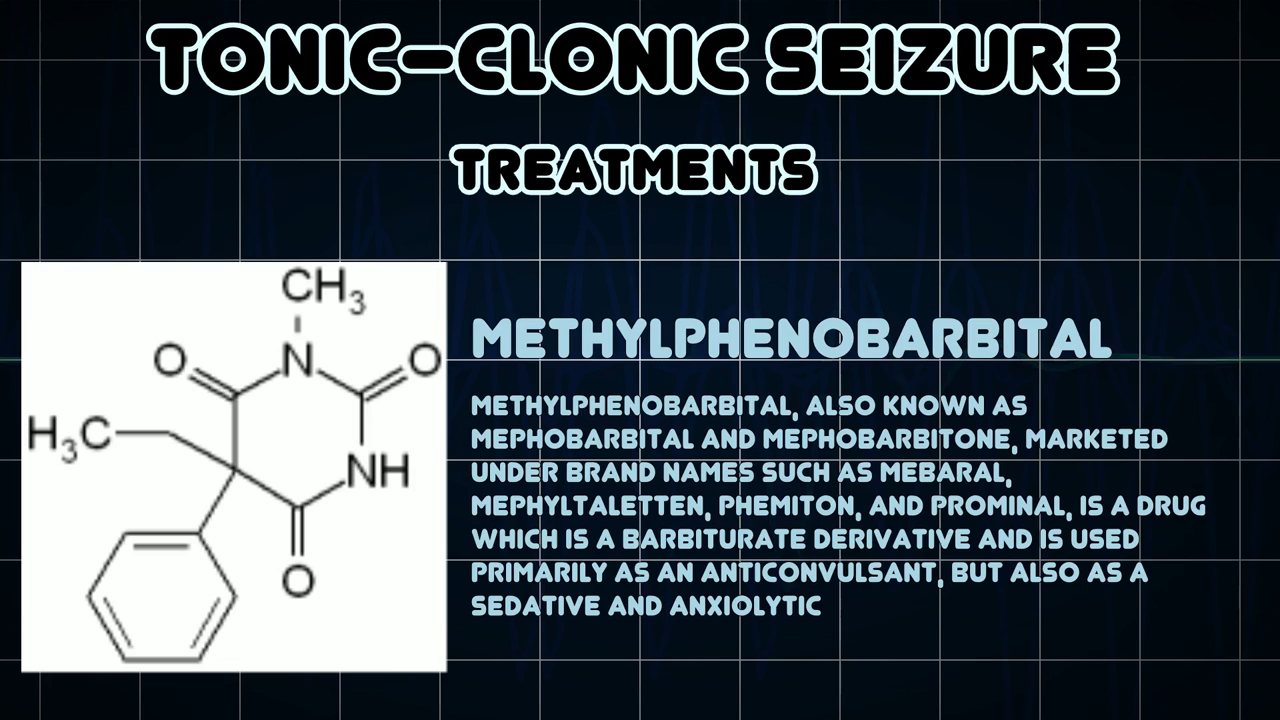 TONIC-CLONIC SEIZURE
TREATMENTS
CH3
O
N
O
H3C
NH
O
METHYLPHENOBARBITAL
METHYLPHENOBARBITAL, ALSO KNOWN AS
MEPHOBARBITAL AND MEPHOBARBITONE, MARKETED
UNDER BRAND NAMES SUCH AS MEBARAL,
MEPHYLTALETTEN, PHEMITON, AND PROMINAL, IS A DRUG
WHICH IS A BARBITURATE DERIVATIVE AND IS USED
PRIMARILY AS AN ANTICONVULSANT, BUT ALSO AS A
SEDATIVE AND ANXIOLYTIC